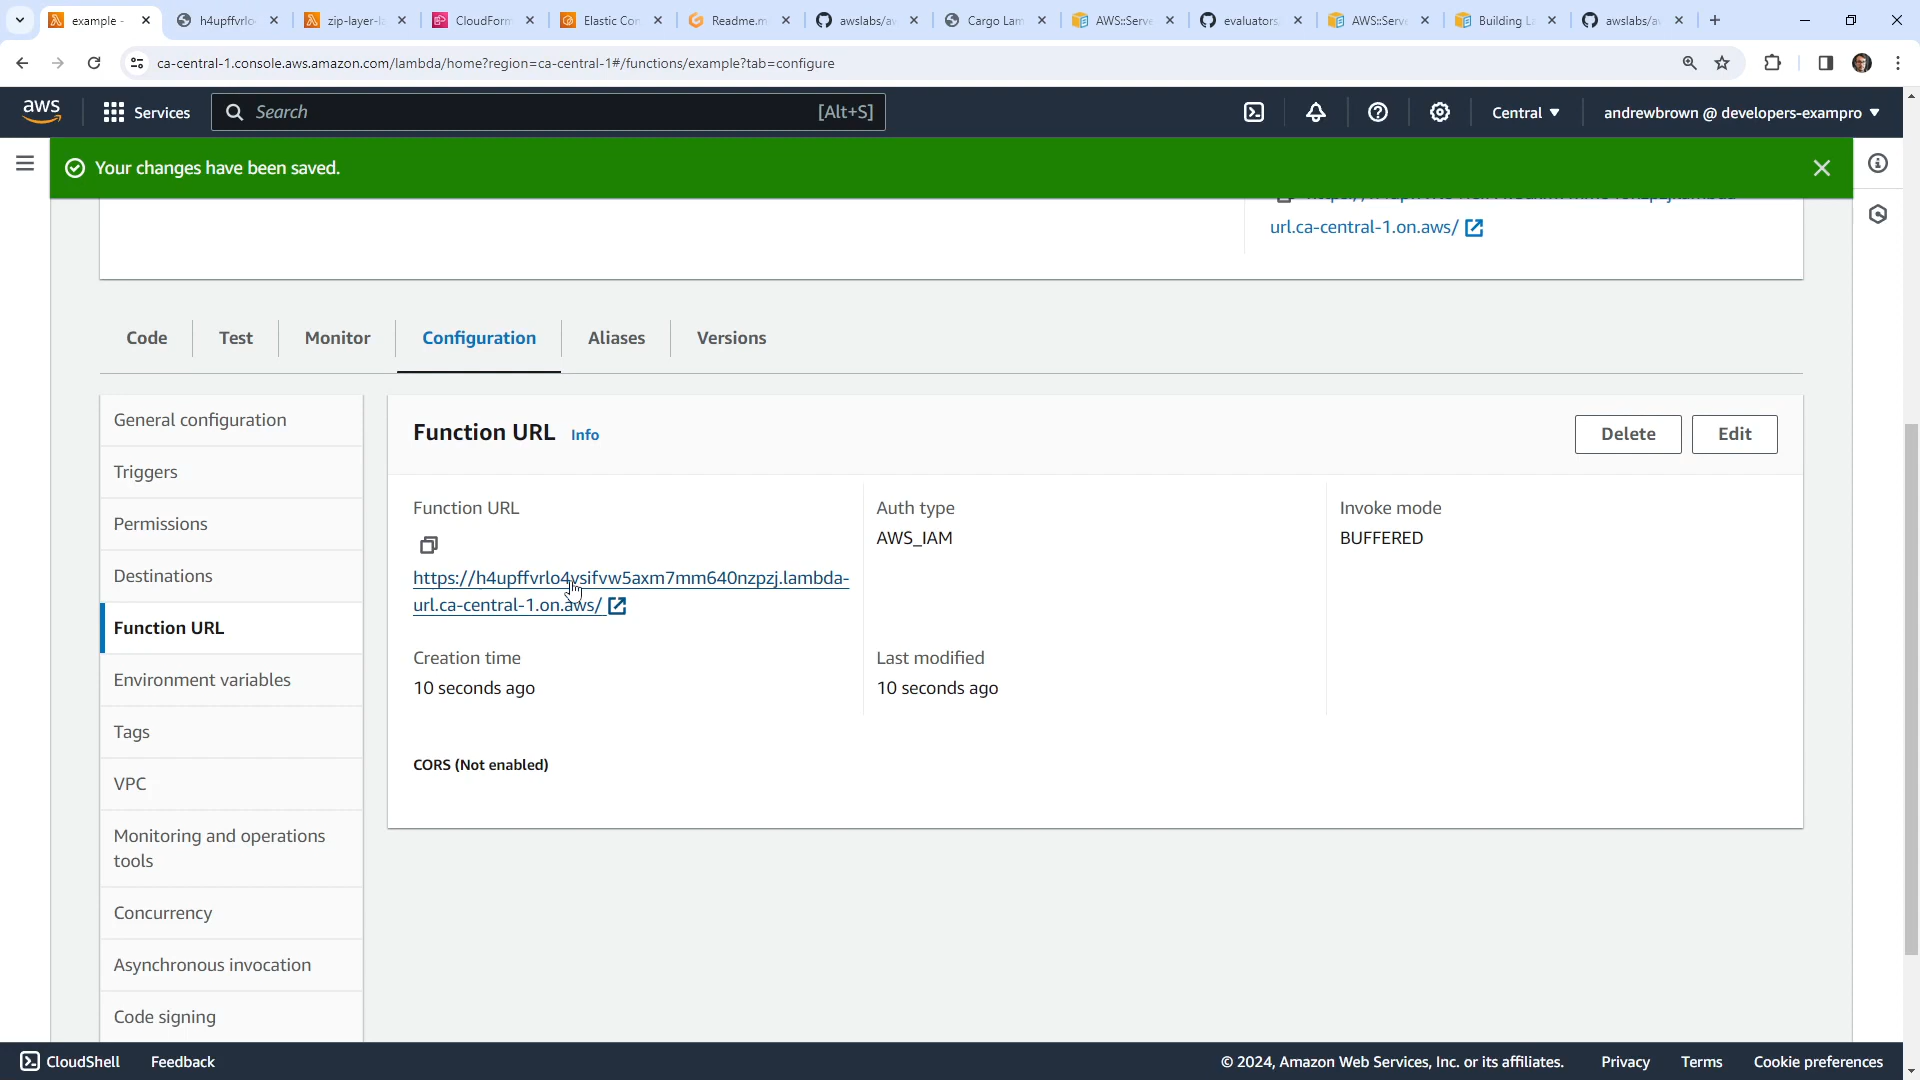 example -
h4upffvrlo
zip-layer-l
CloudForm
Elastic Con
Readme.m
awslabs/a
Cargo Lam
AWS::Serve
evaluators
AWS::Serve
Building L
awslabs/a
ca-central-1.console.aws.amazon.com/lambda/home?region=ca-central-1#/functions/example?tab=configure
aws
Services
Search
[Alt+S]
Central
andrewbrown @ developers-exampro
Your changes have been saved.
url.ca-central-1.on.aws/
Code
Test
Monitor
Configuration
Aliases
Versions
General configuration
Triggers
Permissions
Destinations
Function URL
Environment variables
Tags
VPC
Monitoring and operations
tools
Concurrency
Asynchronous invocation
Code signing
Function URL Info
Delete
Edit
Function URL
https://h4upffvrlo4vsifvw5axm7mm640nzpzj.lambda-
url.ca-central-1.on.aws/
Auth type
AWS_IAM
Invoke mode
BUFFERED
Creation time
10 seconds ago
Last modified
10 seconds ago
CORS (Not enabled)
CloudShell
Feedback
© 2024, Amazon Web Services, Inc. or its affiliates.
Privacy
Terms
Cookie preferences